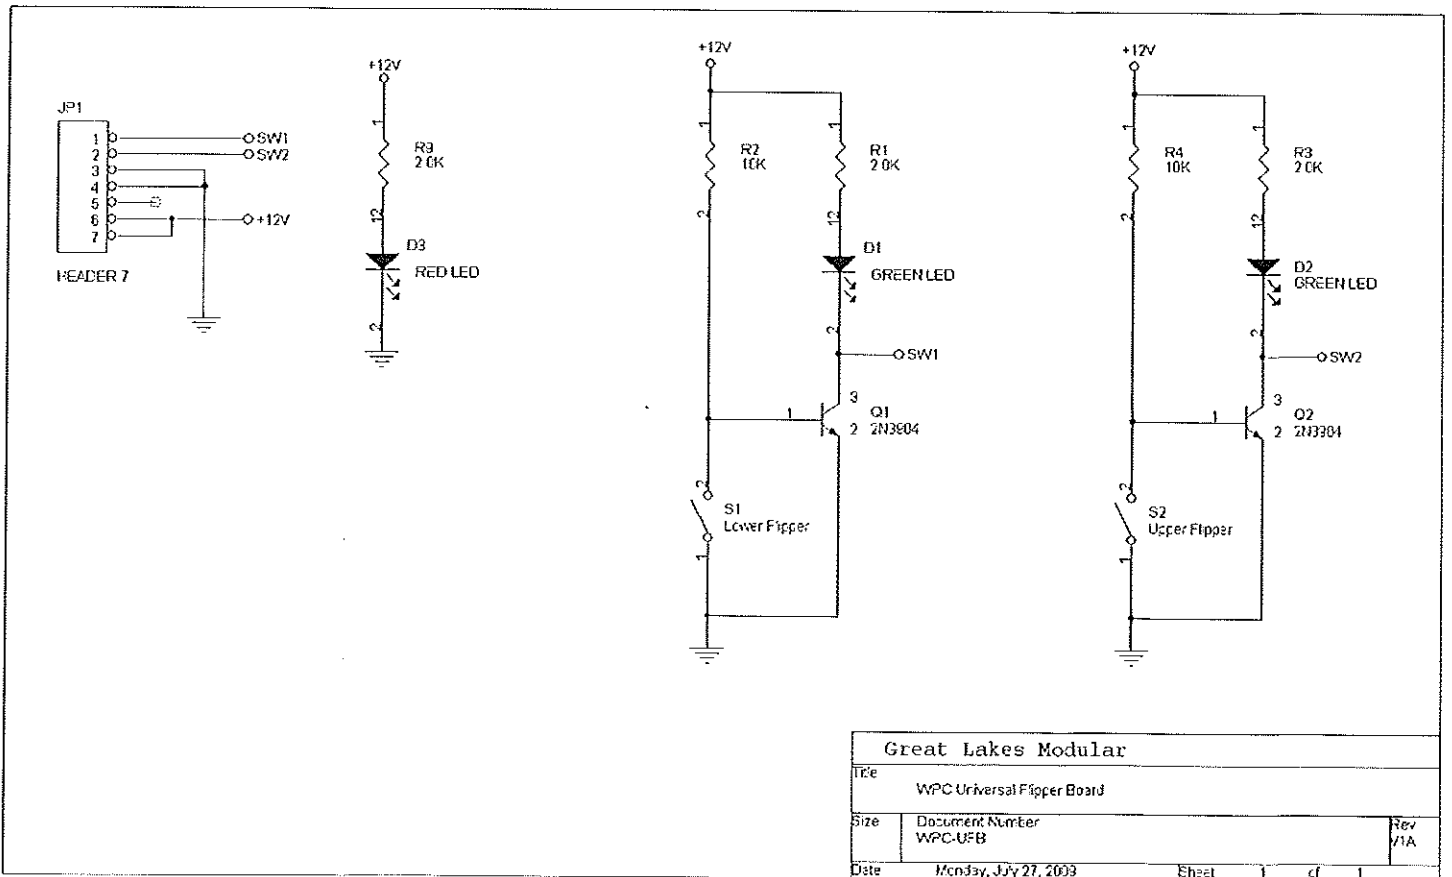 JP1
1
2
3
4
5
6
7
HEADER 7
SW1
SW2
+12V
+12V
1
R9
2.0K
12
D3
RED LED
2
+12V
1
R2
10K
2
1
R1
2.0K
12
D1
GREEN LED
2
SW1
1
3
2
Q1
2N3904
2
S1
Lower Flipper
1
+12V
1
R4
10K
2
1
R3
2.0K
12
D2
GREEN LED
2
SW2
1
3
2
Q2
2N3904
2
S2
Upper Flipper
1
Great Lakes Modular
Title
WPC Universal Flipper Board
Size
Document Number
WPC-UFB
Rev
V1A
Date
Monday, July 27, 2009
Sheet 1 of 1